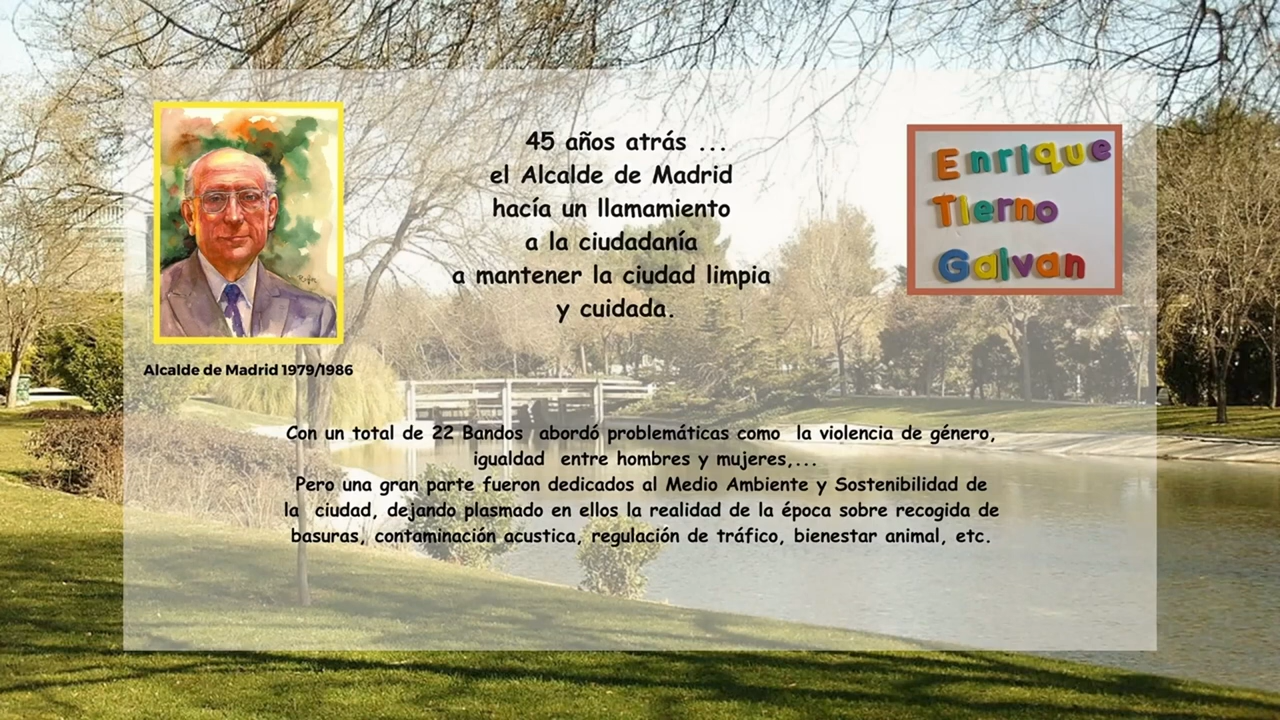 45 años atrás ...
el Alcalde de Madrid
hacía un llamamiento
a la ciudadanía
a mantener la ciudad limpia
y cuidada.
Enrique
TIerno
Galvan
Alcalde de Madrid 1979/1986
Con un total de 22 Bandos abordó problemáticas como la violencia de género,
igualdad entre hombres y mujeres,...
Pero una gran parte fueron dedicados al Medio Ambiente y Sostenibilidad de
la ciudad, dejando plasmado en ellos la realidad de la época sobre recogida de
basuras, contaminación acustica, regulación de tráfico, bienestar animal, etc.